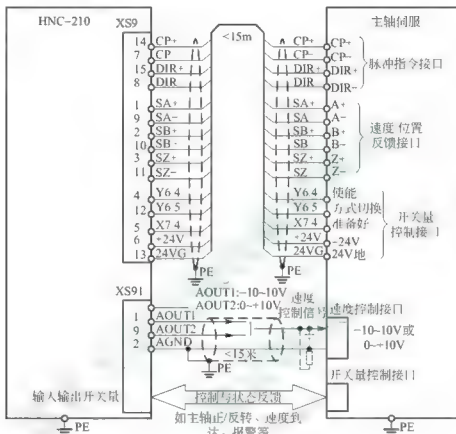 HNC-210
XS9
<15m
主轴伺服
14 CP+ CP+ CP+
7 CP CP- CP-
15 DIR+ DIR+ DIR+
8 DIR DIR DIR-
脉冲指令接口
1 SA+ SA+ A+
9 SA- SA A-
2 SB+ SB+ B+
10 SB- SB B-
3 SZ+ SZ+ Z+
11 SZ- SZ Z-
速度 位置
反馈接口
4 Y6 4 Y6 4 使能
12 Y6 5 Y6 5 方式切换
5 X7 4 X7 4 准备好
6 +24V +24V -24V
13 24VG 24VG 24V地
开关量
控制接口
PE PE
XS91
AOUT1:-10~10V
AOUT2:0~+10V
速度
控制信号
速度控制接口
1 AOUT1
9 AOUT2
2 AGND
-10~10V或
0~+10V
PE
<15米
输入输出开关量
控制与状态反馈
开关量控制接口
如主轴正/反转、速度到
达、报警等
PE PE